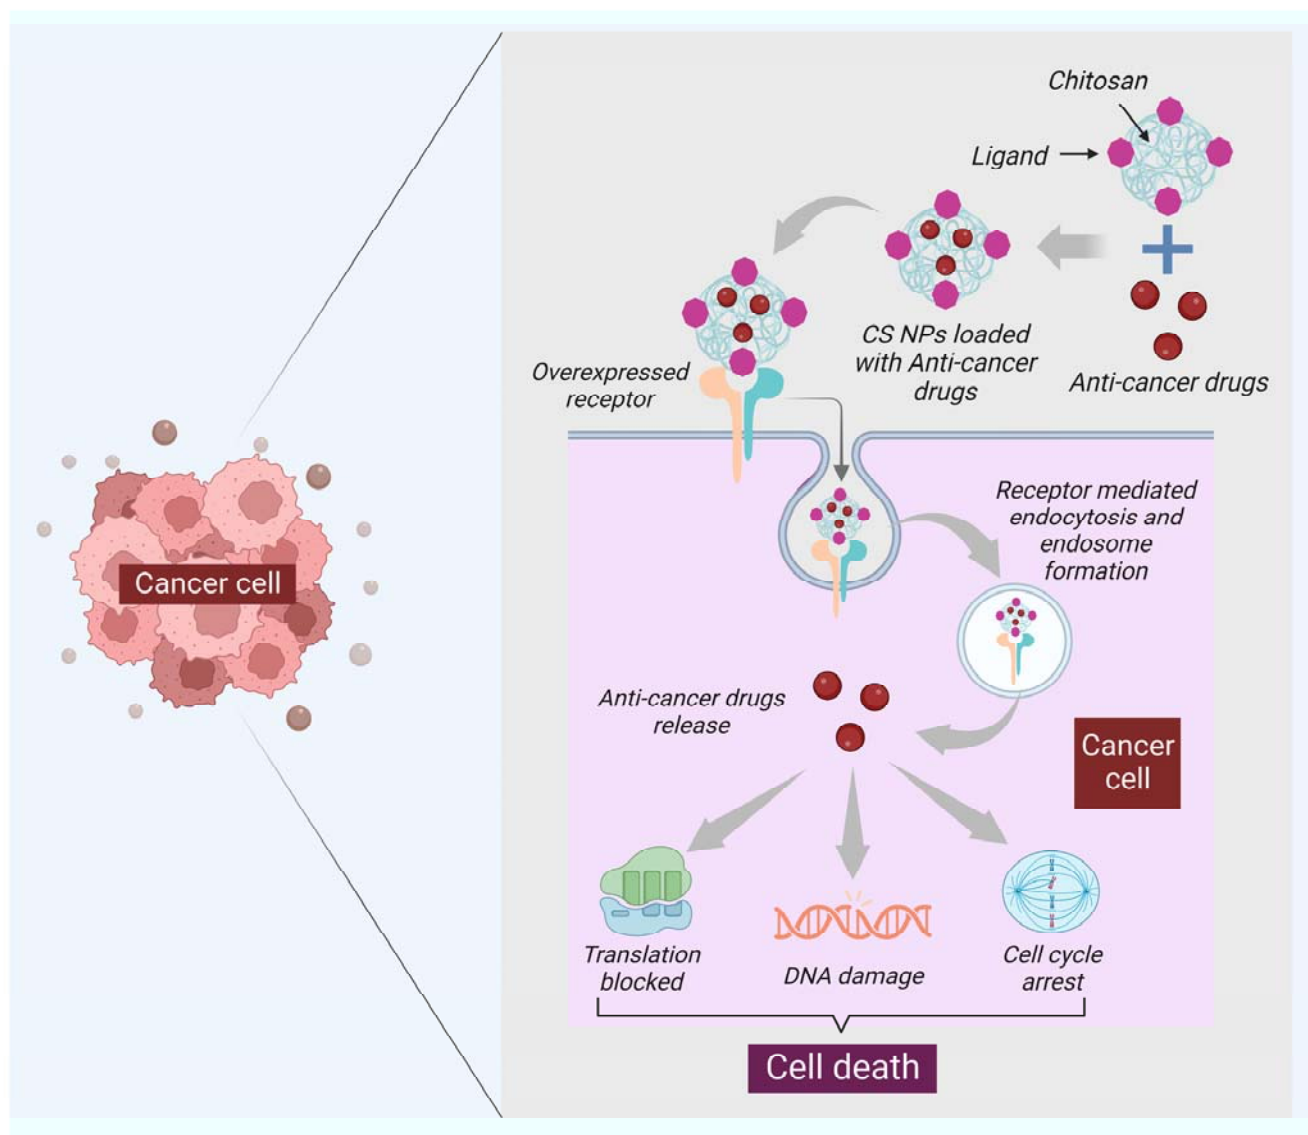 Chitosan
Ligand
CS NPs loaded
with Anti-cancer
drugs
Anti-cancer drugs
Overexpressed
receptor
Receptor mediated
endocytosis and
endosome
formation
Cancer cell
Anti-cancer drugs
release
Cancer
cell
Translation
blocked
DNA damage
Cell cycle
arrest
Cell death